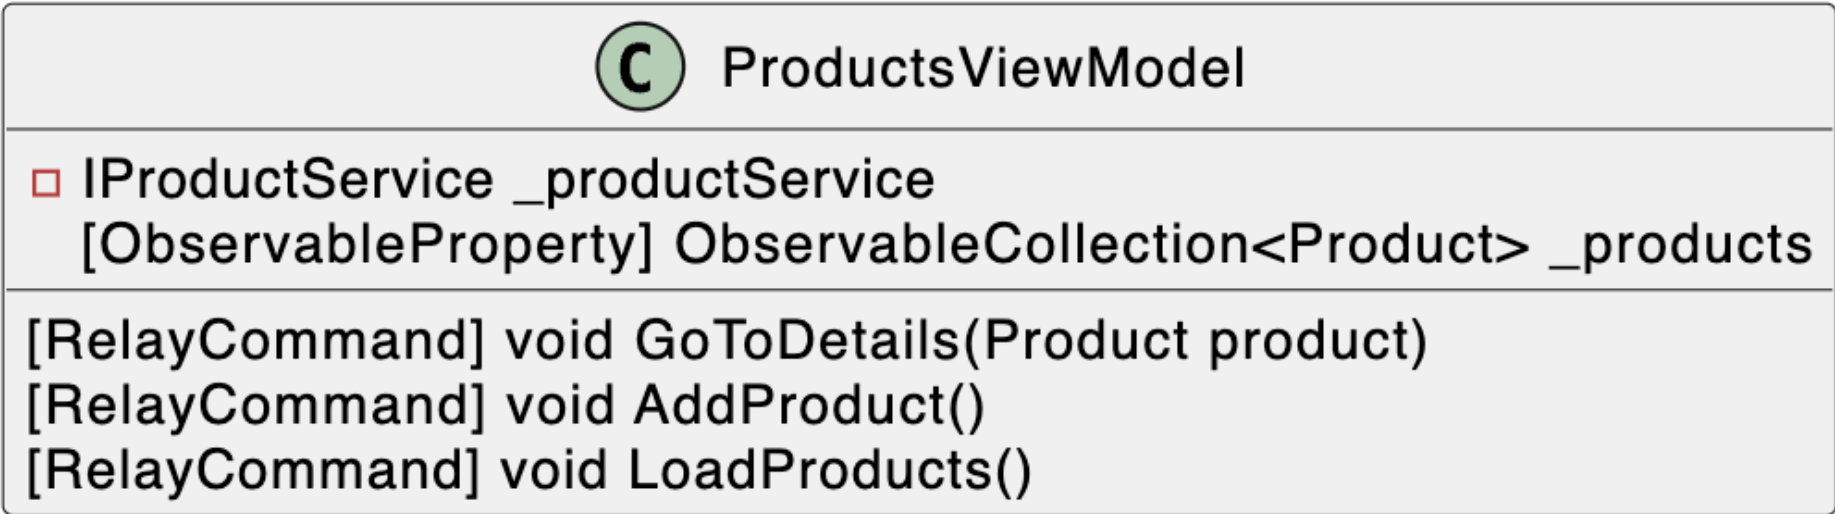 C ProductsViewModel
IProductService _productService
[ObservableProperty] ObservableCollection<Product> _products
[RelayCommand] void GoToDetails(Product product)
[RelayCommand] void AddProduct()
[RelayCommand] void LoadProducts()